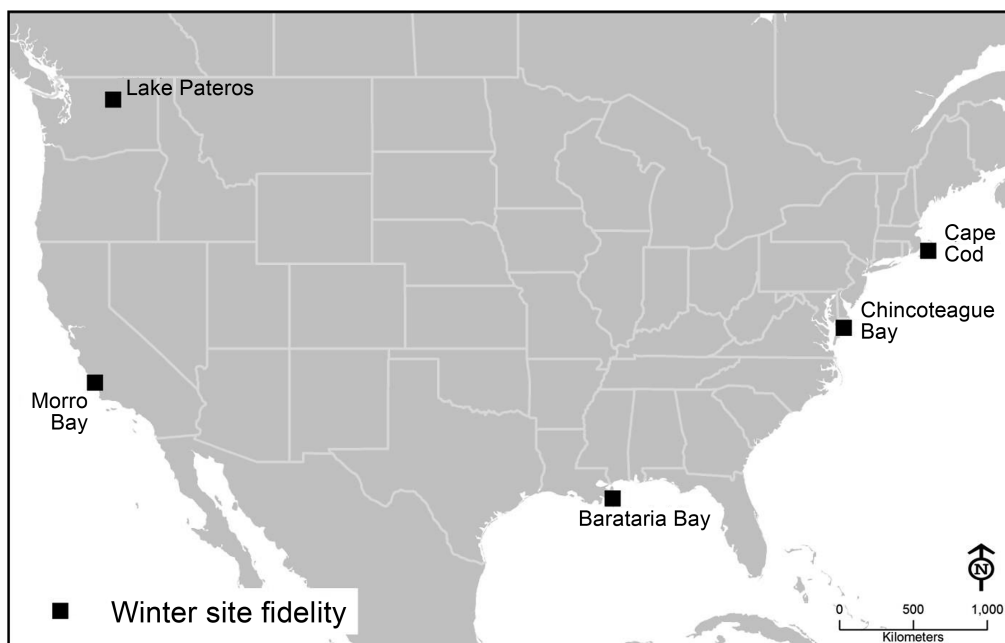 Lake Pateros
Cape
Cod
Chincoteague
Bay
Morro
Bay
Barataria Bay
Winter site fidelity
N
0 500 1,000
Kilometers